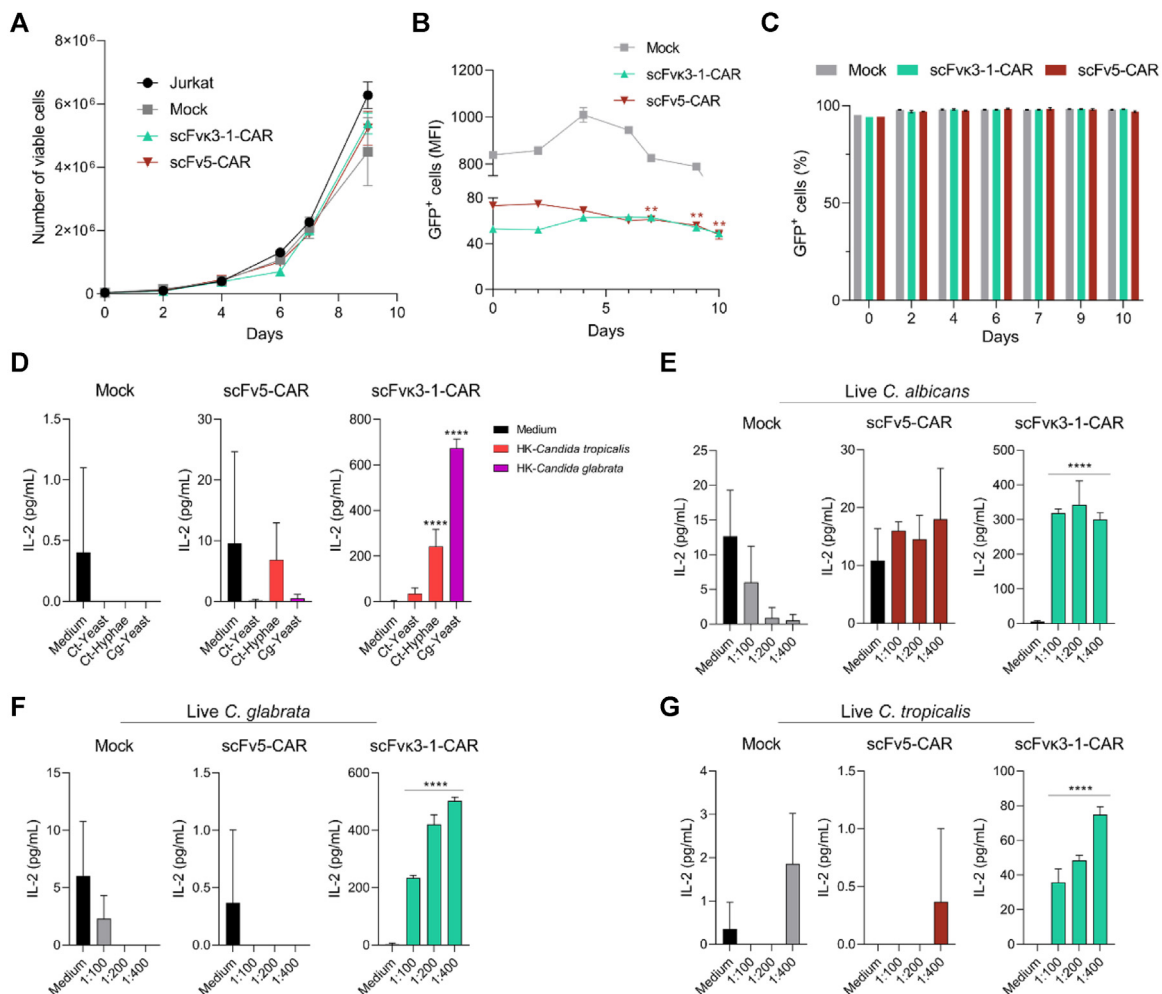 A
Number of viable cells
8×10⁶
6×10⁶
4×10⁶
2×10⁶
0
0 2 4 6 8 10
Days
Jurkat
Mock
scFvκ3-1-CAR
scFv5-CAR
B
GFP⁺ cells (MFI)
1200
1000
800
80
60
40
0 5 10
Days
Mock
scFvκ3-1-CAR
scFv5-CAR
** ** **
C
Mock scFvκ3-1-CAR scFv5-CAR
GFP⁺ cells (%)
100
50
0
0 2 4 6 7 9 10
Days
D
Mock
IL-2 (pg/mL)
1.5
1.0
0.5
0.0
Medium
Ct-Yeast
Ct-Hyphae
Cg-Yeast
scFv5-CAR
IL-2 (pg/mL)
30
20
10
0
Medium
Ct-Yeast
Ct-Hyphae
Cg-Yeast
scFvκ3-1-CAR
IL-2 (pg/mL)
800
600
400
200
0
****
****
Medium
Ct-Yeast
Ct-Hyphae
Cg-Yeast
Medium
HK-Candida tropicalis
HK-Candida glabrata
E
Live C. albicans
Mock
IL-2 (pg/mL)
25
20
15
10
5
0
Medium
1:100
1:200
1:400
scFv5-CAR
IL-2 (pg/mL)
30
20
10
0
Medium
1:100
1:200
1:400
scFvκ3-1-CAR
IL-2 (pg/mL)
500
400
300
200
100
0
****
Medium
1:100
1:200
1:400
F
Live C. glabrata
Mock
IL-2 (pg/mL)
15
10
5
0
Medium
1:100
1:200
1:400
scFv5-CAR
IL-2 (pg/mL)
1.5
1.0
0.5
0.0
Medium
1:100
1:200
1:400
scFvκ3-1-CAR
IL-2 (pg/mL)
600
400
200
0
****
Medium
1:100
1:200
1:400
G
Live C. tropicalis
Mock
IL-2 (pg/mL)
4
3
2
1
0
Medium
1:100
1:200
1:400
scFv5-CAR
IL-2 (pg/mL)
1.5
1.0
0.5
0.0
Medium
1:100
1:200
1:400
scFvκ3-1-CAR
IL-2 (pg/mL)
100
80
60
40
20
0
****
Medium
1:100
1:200
1:400